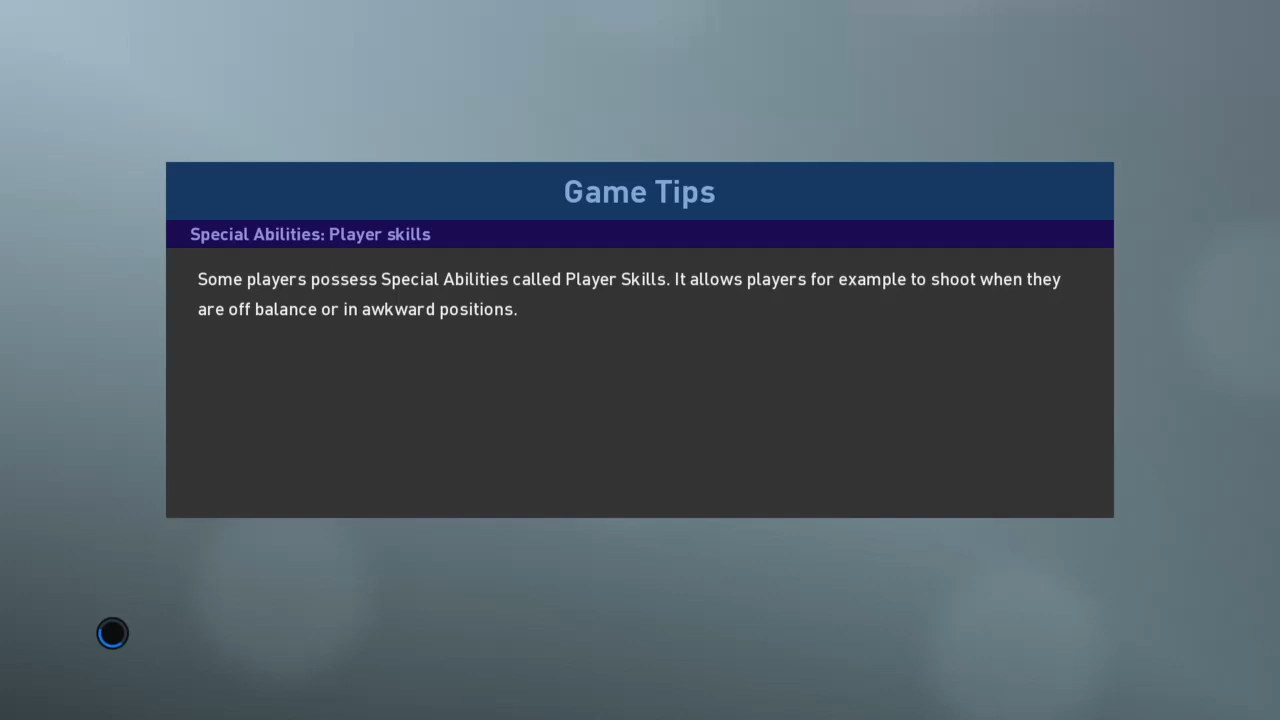 Game Tips
Special Abilities: Player skills
Some players possess Special Abilities called Player Skills. It allows players for example to shoot when they
are off balance or in awkward positions.